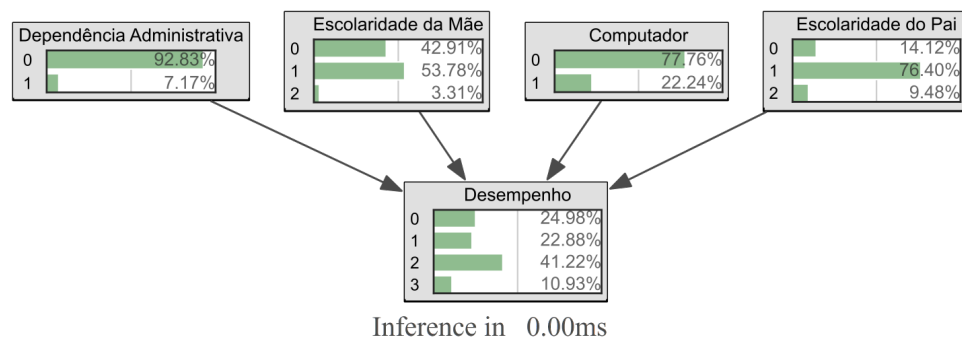 Dependência Administrativa
0 92.83%
1 7.17%
Escolaridade da Mãe
0 42.91%
1 53.78%
2 3.31%
Computador
0 77.76%
1 22.24%
Escolaridade do Pai
0 14.12%
1 76.40%
2 9.48%
Desempenho
0 24.98%
1 22.88%
2 41.22%
3 10.93%
Inference in 0.00ms